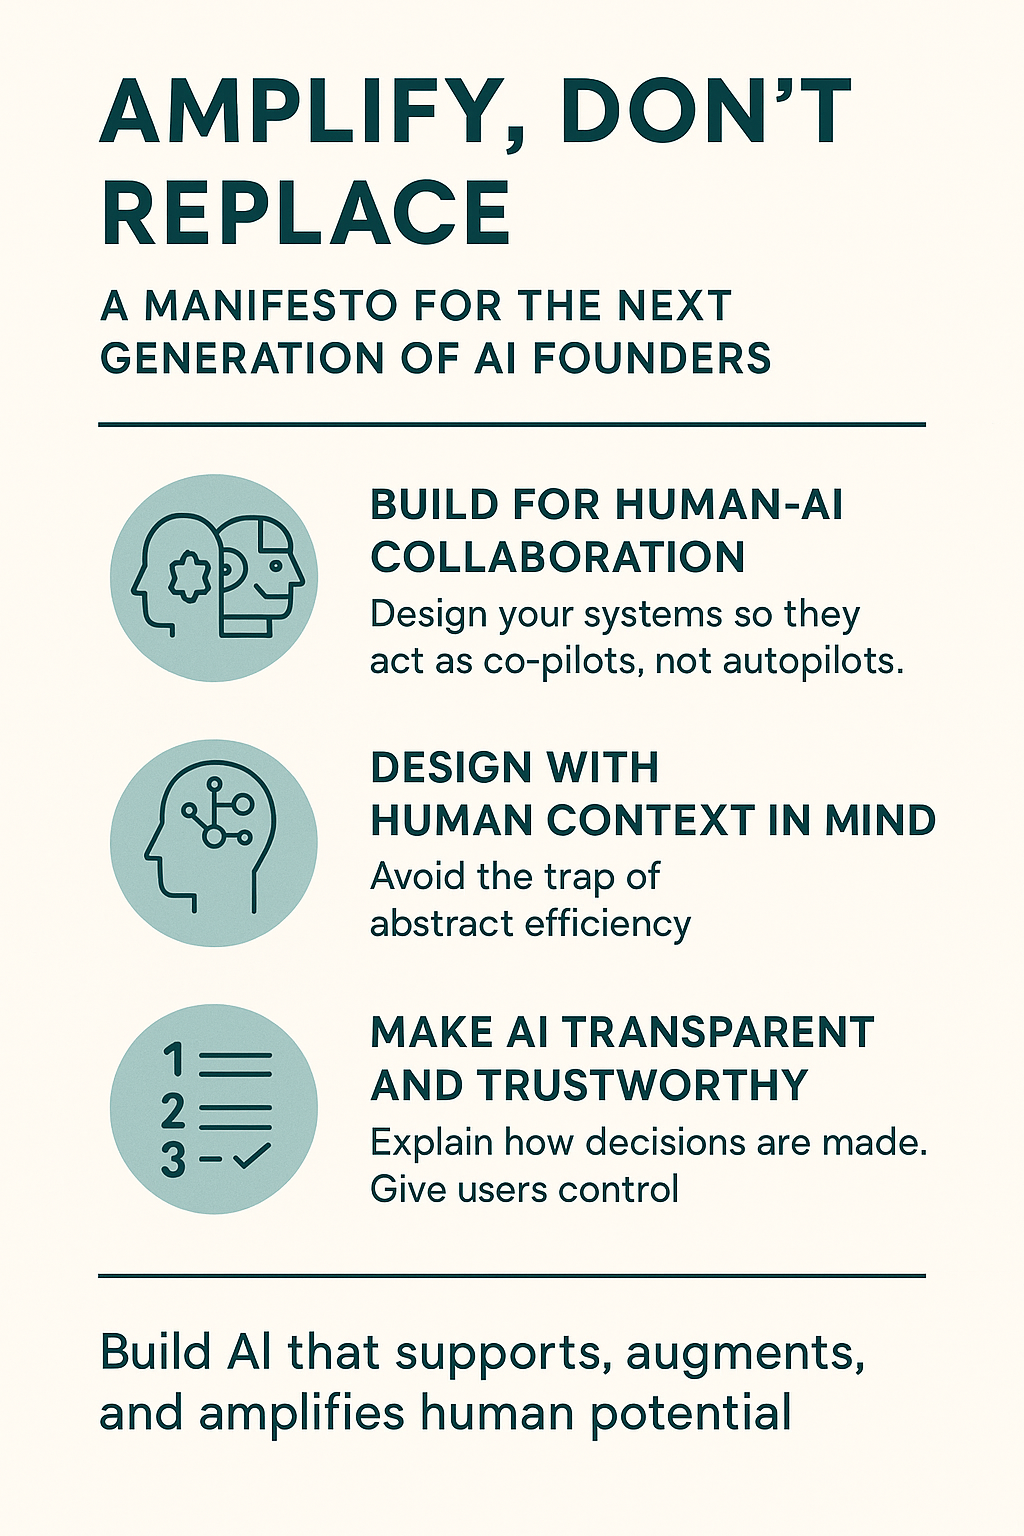 AMPLIFY, DON’T
REPLACE
A MANIFESTO FOR THE NEXT
GENERATION OF AI FOUNDERS
BUILD FOR HUMAN-AI
COLLABORATION
Design your systems so they
act as co-pilots, not autopilots.
DESIGN WITH
HUMAN CONTEXT IN MIND
Avoid the trap of
abstract efficiency
1
2
3
MAKE AI TRANSPARENT
AND TRUSTWORTHY
Explain how decisions are made.
Give users control
Build AI that supports, augments,
and amplifies human potential